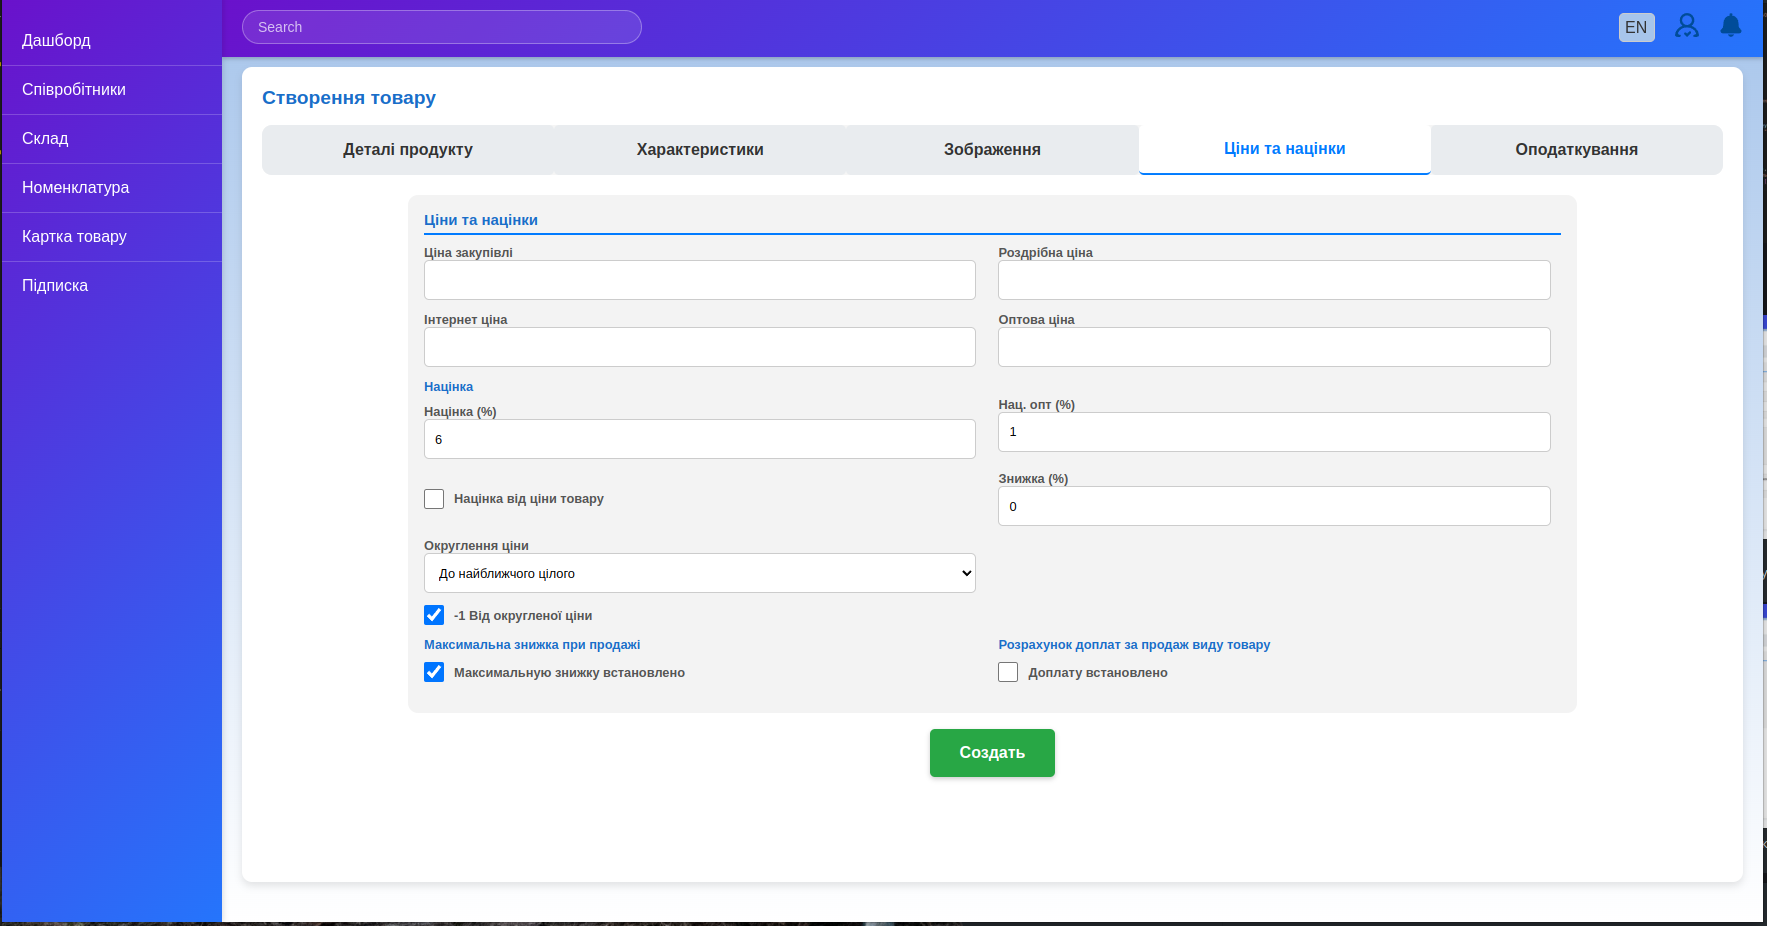 Search
EN
Дашборд
Співробітники
Склад
Номенклатура
Картка товару
Підписка
Створення товару
Деталі продукту
Характеристики
Зображення
Ціни та націнки
Оподаткування
Ціни та націнки
Ціна закупівлі
Роздрібна ціна
Інтернет ціна
Оптова ціна
Націнка
Націнка (%)
6
Нац. опт (%)
1
Націнка від ціни товару
Знижка (%)
0
Округлення ціни
До найближчого цілого
-1 Від округленої ціни
Максимальна знижка при продажі
Розрахунок доплат за продаж виду товару
Максимальную знижку встановлено
Доплату встановлено
Создать